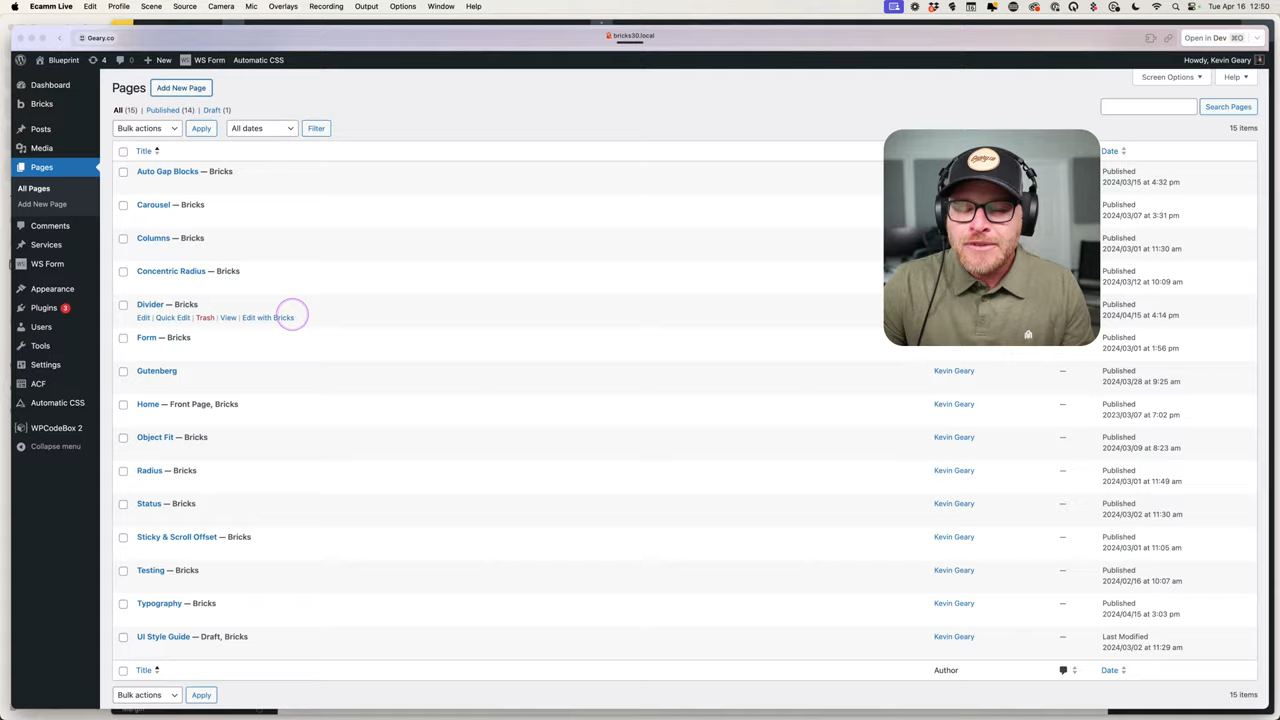 Ecamm Live Edit Profile Scene Source Camera Mic Effects Overlays Recording Output Options Window Help
Tue Apr 16 12:50
Geary.co
bricks30.local
Open in Dev ⌘O
Blueprint 4 0 + New WS Form Automatic CSS
Howdy, Kevin Geary
Screen Options Help
Pages
Add New Page
All (15) | Published (14) | Draft (1)
Search Pages
Bulk actions Apply All dates Filter
15 items
Dashboard
Bricks
Posts
Media
Pages
All Pages
Add New Page
Comments
Services
WS Form
Appearance
Plugins 3
Users
Tools
Settings
ACF
Automatic CSS
WPCodeBox 2
Collapse menu
Title Date
Auto Gap Blocks — Bricks
Published
2024/03/15 at 4:32 pm
Carousel — Bricks
Published
2024/03/07 at 3:31 pm
Columns — Bricks
Published
2024/03/01 at 11:30 am
Concentric Radius — Bricks
Published
2024/03/12 at 10:09 am
Divider — Bricks
Edit | Quick Edit | Trash | View | Edit with Bricks
Published
2024/04/15 at 4:14 pm
Form — Bricks
Published
2024/03/01 at 1:56 pm
Gutenberg
Kevin Geary
—
Published
2024/03/28 at 9:25 am
Home — Front Page, Bricks
Kevin Geary
—
Published
2023/03/07 at 7:02 pm
Object Fit — Bricks
Kevin Geary
—
Published
2024/03/09 at 8:23 am
Radius — Bricks
Kevin Geary
—
Published
2024/03/01 at 11:49 am
Status — Bricks
Kevin Geary
—
Published
2024/03/02 at 11:30 am
Sticky & Scroll Offset — Bricks
Kevin Geary
—
Published
2024/03/01 at 11:05 am
Testing — Bricks
Kevin Geary
—
Published
2024/02/16 at 10:07 am
Typography — Bricks
Kevin Geary
—
Published
2024/04/15 at 3:03 pm
UI Style Guide — Draft, Bricks
Kevin Geary
—
Last Modified
2024/03/02 at 11:29 am
Title Author Date
Bulk actions Apply
15 items